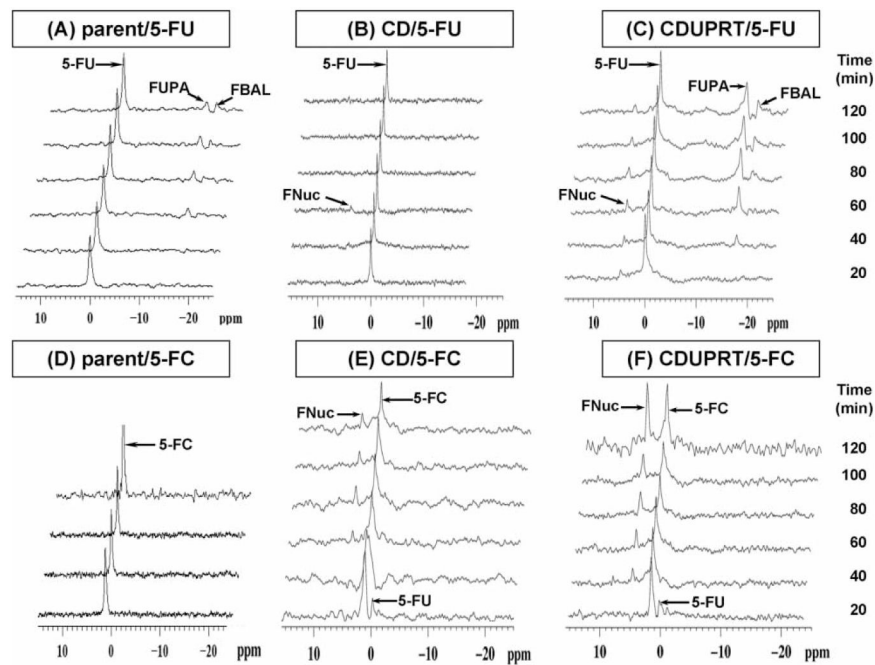 (A) parent/5-FU
(B) CD/5-FU
(C) CDUPRT/5-FU
5-FU
FUPA
FBAL
5-FU
FNuc
5-FU
FUPA
FBAL
FNuc
Time
(min)
120
100
80
60
40
20
10 0 −10 −20 ppm
10 0 −10 −20 ppm
10 0 −10 −20 ppm
(D) parent/5-FC
(E) CD/5-FC
(F) CDUPRT/5-FC
5-FC
FNuc
5-FC
5-FU
FNuc
5-FC
5-FU
Time
(min)
120
100
80
60
40
20
10 0 −10 −20 ppm
10 0 −10 −20 ppm
10 0 −10 −20 ppm